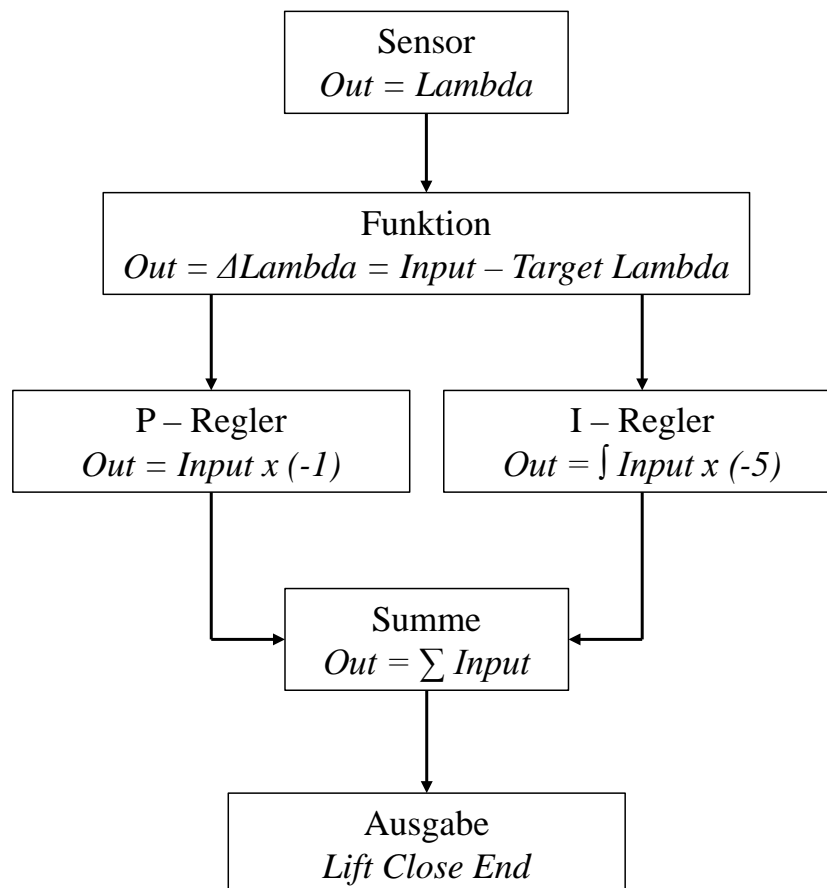 Sensor
Out = Lambda
Funktion
Out = ΔLambda = Input – Target Lambda
P – Regler
Out = Input x (-1)
I – Regler
Out = ∫ Input x (-5)
Summe
Out = ∑ Input
Ausgabe
Lift Close End